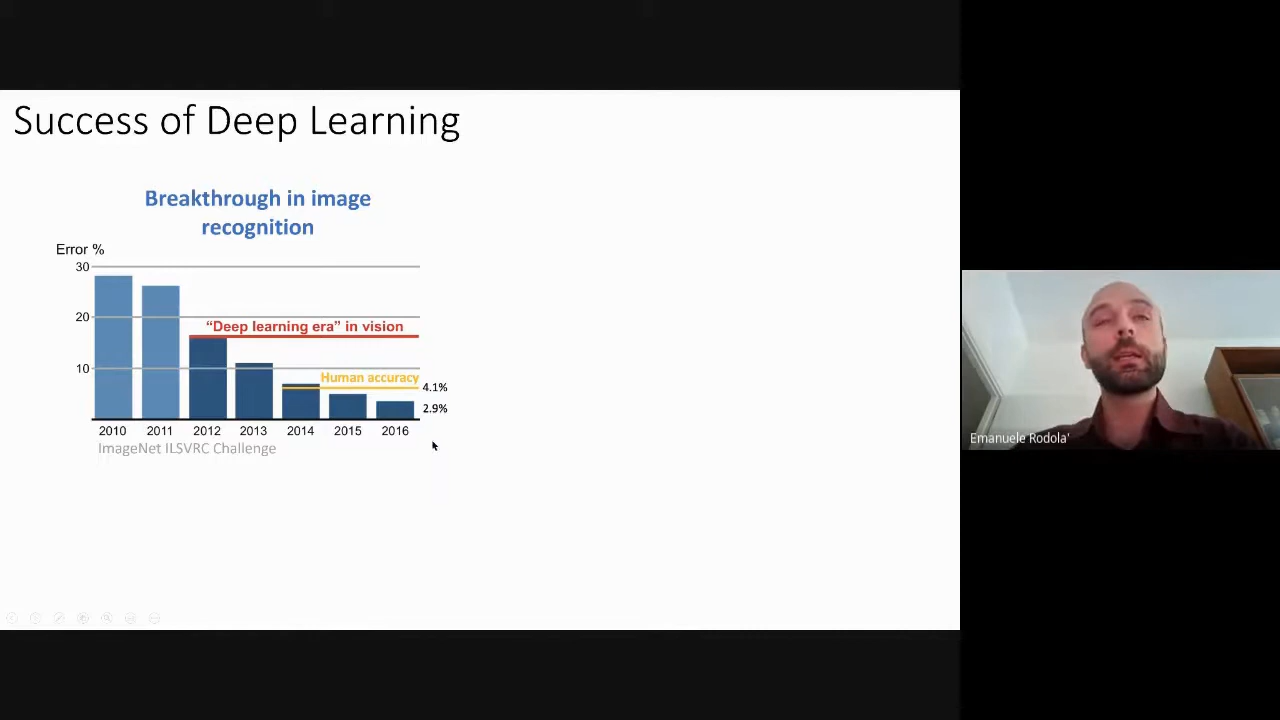 Success of Deep Learning
Breakthrough in image
recognition
Error %
30
20
10
"Deep learning era" in vision
Human accuracy
4.1%
2.9%
2010 2011 2012 2013 2014 2015 2016
ImageNet ILSVRC Challenge
Emanuele Rodola'